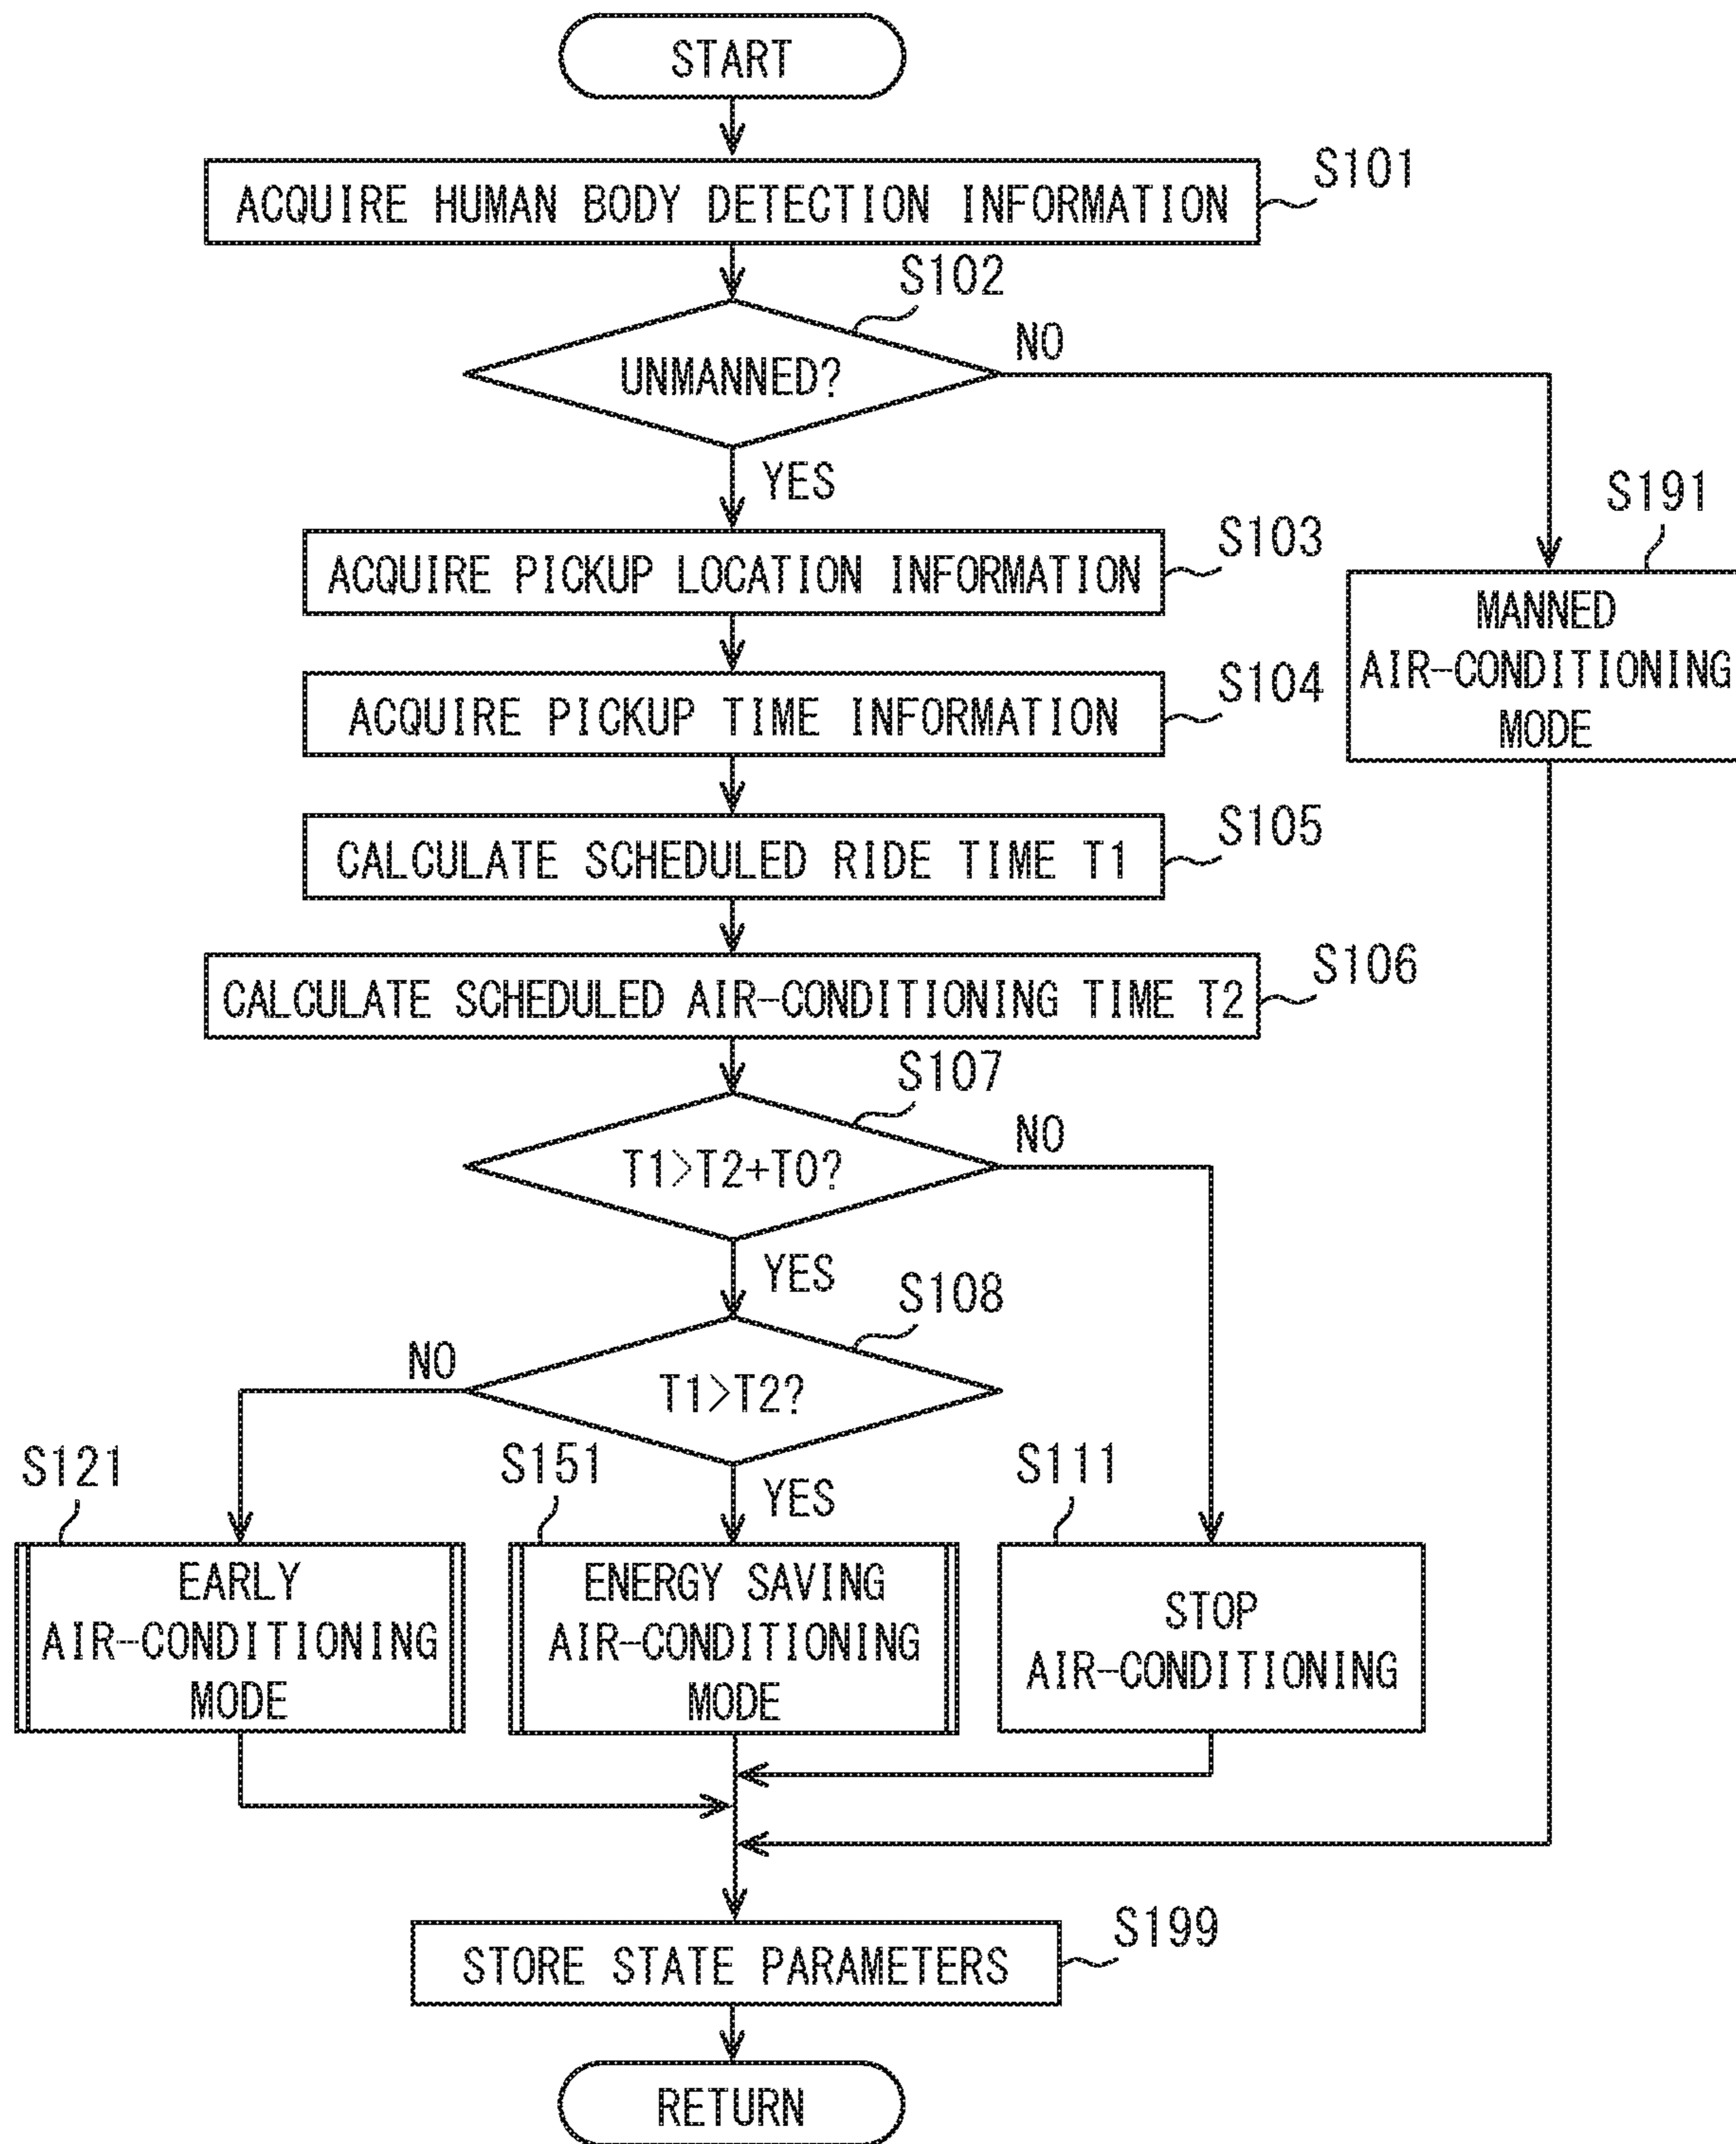 START
ACQUIRE HUMAN BODY DETECTION INFORMATION
S101
S102
UNMANNED?
NO
YES
S191
MANNED
AIR-CONDITIONING
MODE
ACQUIRE PICKUP LOCATION INFORMATION
S103
ACQUIRE PICKUP TIME INFORMATION
S104
CALCULATE SCHEDULED RIDE TIME T1
S105
CALCULATE SCHEDULED AIR-CONDITIONING TIME T2
S106
S107
T1>T2+T0?
NO
YES
S108
T1>T2?
NO
YES
S121
EARLY
AIR-CONDITIONING
MODE
S151
ENERGY SAVING
AIR-CONDITIONING
MODE
S111
STOP
AIR-CONDITIONING
STORE STATE PARAMETERS
S199
RETURN